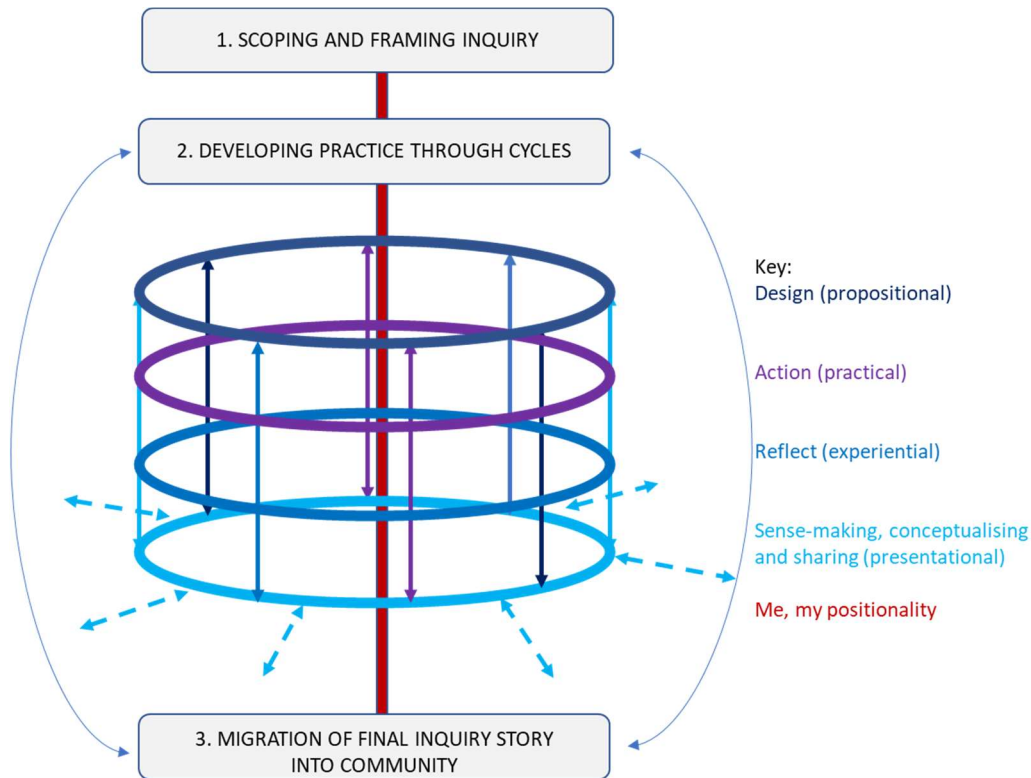 1. SCOPING AND FRAMING INQUIRY
2. DEVELOPING PRACTICE THROUGH CYCLES
Key:
Design (propositional)
Action (practical)
Reflect (experiential)
Sense-making, conceptualising
and sharing (presentational)
Me, my positionality
3. MIGRATION OF FINAL INQUIRY STORY
INTO COMMUNITY